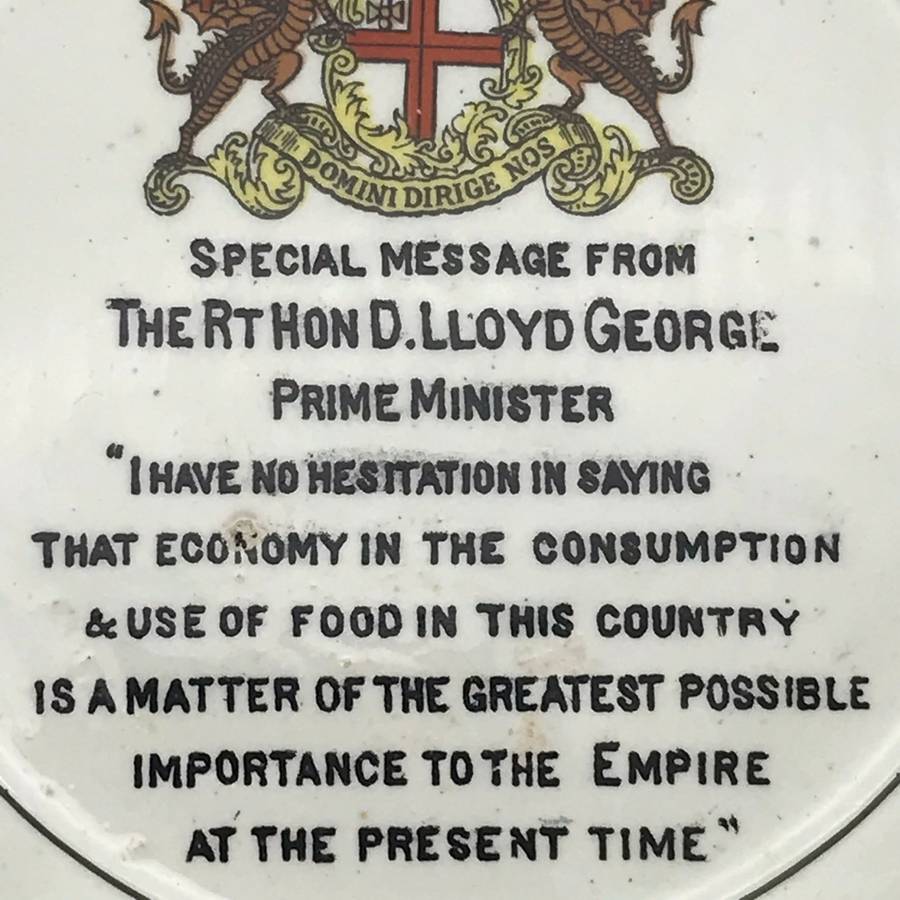 DOMINI DIRIGE NOS
SPECIAL MESSAGE FROM
THE RT HON D. LLOYD GEORGE
PRIME MINISTER
"I HAVE NO HESITATION IN SAYING
THAT ECONOMY IN THE CONSUMPTION
& USE OF FOOD IN THIS COUNTRY
IS A MATTER OF THE GREATEST POSSIBLE
IMPORTANCE TO THE EMPIRE
AT THE PRESENT TIME"